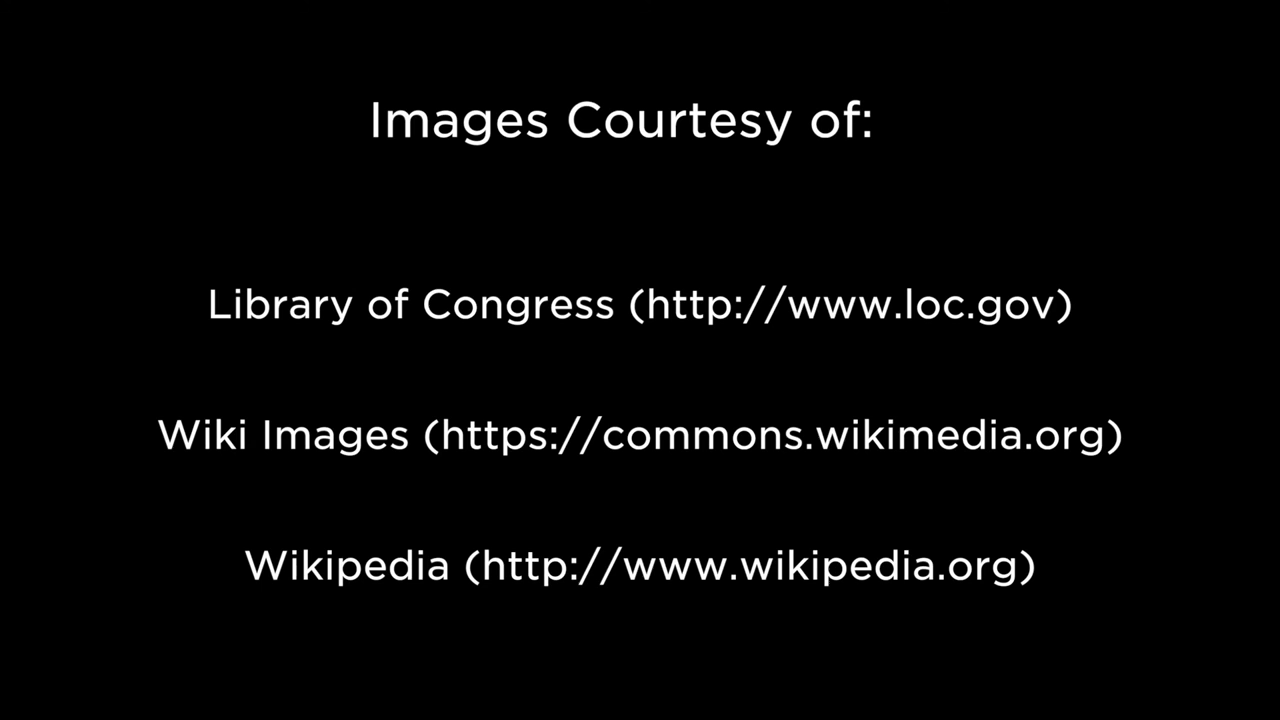 Images Courtesy of:
Library of Congress (http://www.loc.gov)
Wiki Images (https://commons.wikimedia.org)
Wikipedia (http://www.wikipedia.org)